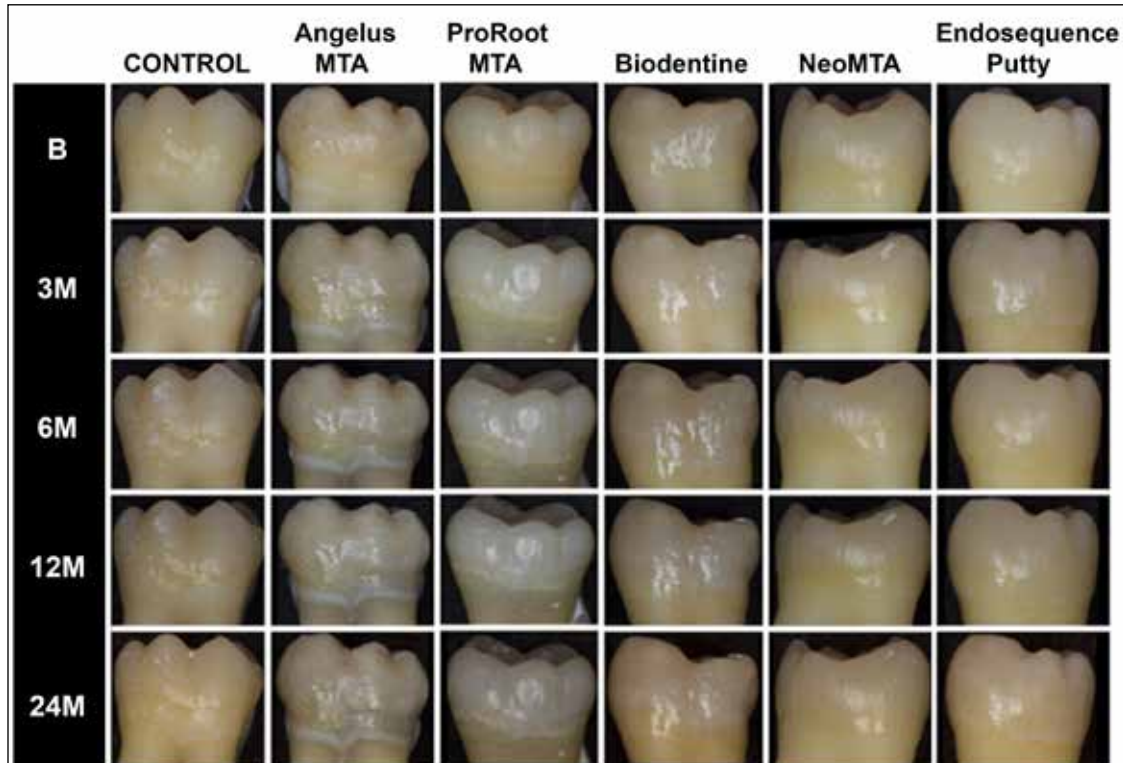 CONTROL
Angelus
MTA
ProRoot
MTA
Biodentine
NeoMTA
Endosequence
Putty
B
3M
6M
12M
24M